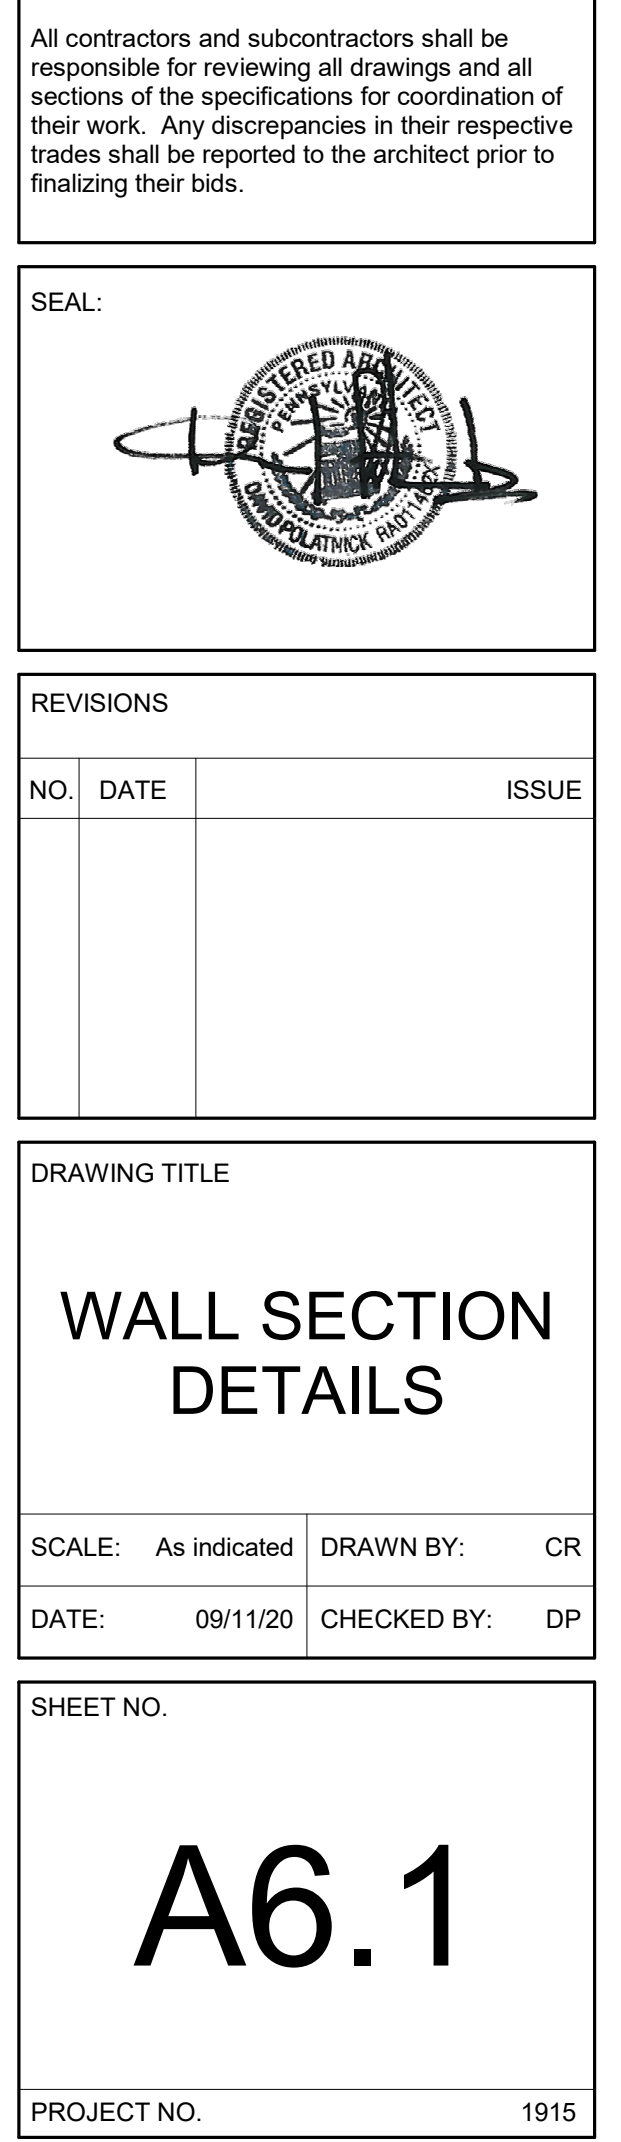 All contractors and subcontractors shall be
responsible for reviewing all drawings and all
sections of the specifications for coordination of
their work.  Any discrepancies in their respective
trades shall be reported to the architect prior to
finalizing their bids.
SEAL:
REGISTERED ARCHITECT
PENNSYLVANIA
DAVID POLATNICK
REVISIONS
NO. DATE ISSUE
DRAWING TITLE
WALL SECTION
DETAILS
SCALE: As indicated DRAWN BY: CR
DATE: 09/11/20 CHECKED BY: DP
SHEET NO.
A6.1
PROJECT NO. 1915